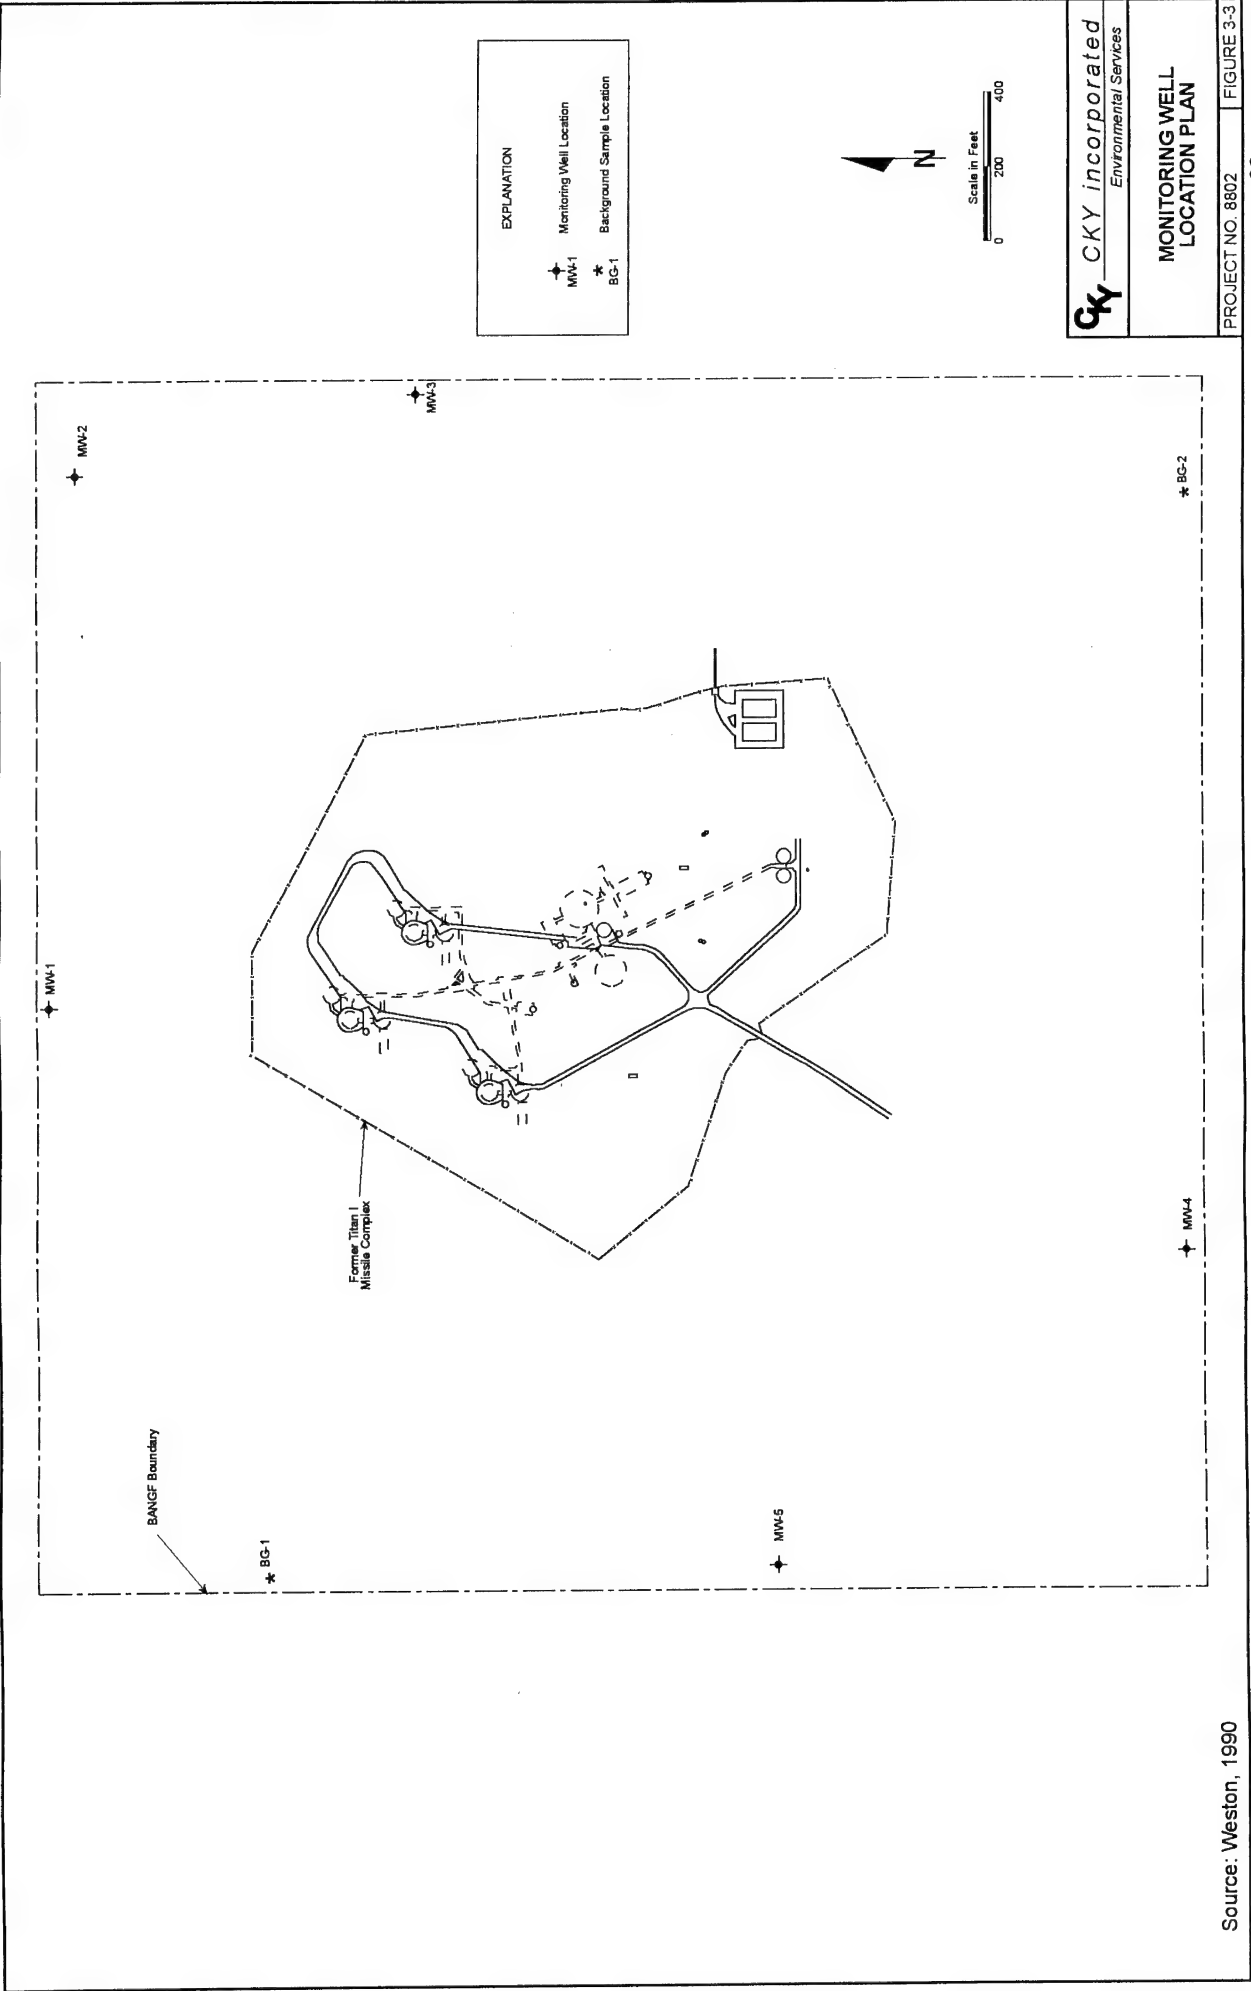 BANGF Boundary
MW-1
MW-2
BG-1
Former Titan I
Missile Complex
MW-3
MW-5
MW-4
BG-2
EXPLANATION
MW-1
Monitoring Well Location
BG-1
Background Sample Location
N
Scale in Feet
0
200
400
CKY
CKY incorporated
Environmental Services
MONITORING WELL
LOCATION PLAN
PROJECT NO. 8802
FIGURE 3-3
Source: Weston, 1990